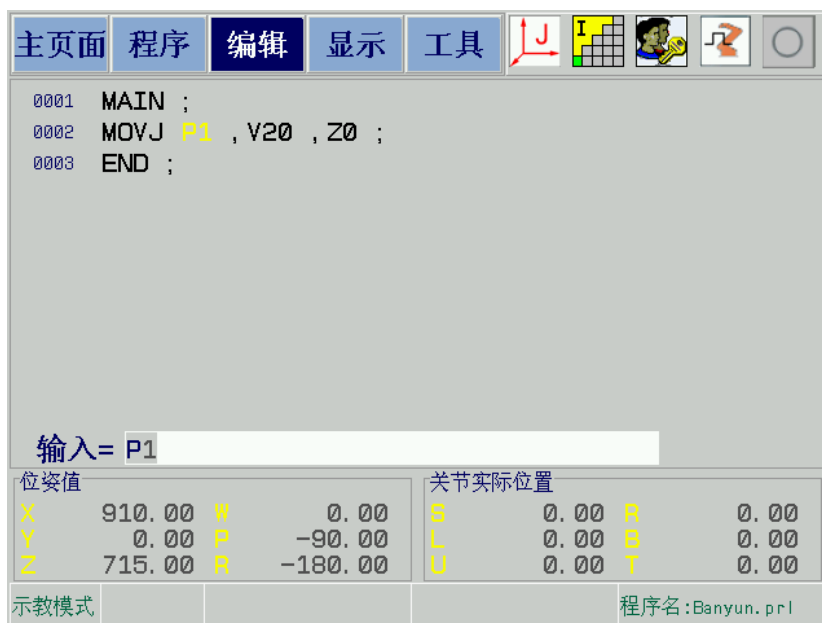 主页面 程序 编辑 显示 工具 J I
0001 MAIN ;
0002 MOVJ P1 ,V20 ,Z0 ;
0003 END ;
输入= P1
位姿值 关节实际位置
X 910.00 W 0.00 S 0.00 R 0.00
Y 0.00 P -90.00 L 0.00 B 0.00
Z 715.00 R -180.00 U 0.00 T 0.00
示教模式 程序名:Banyun.prl